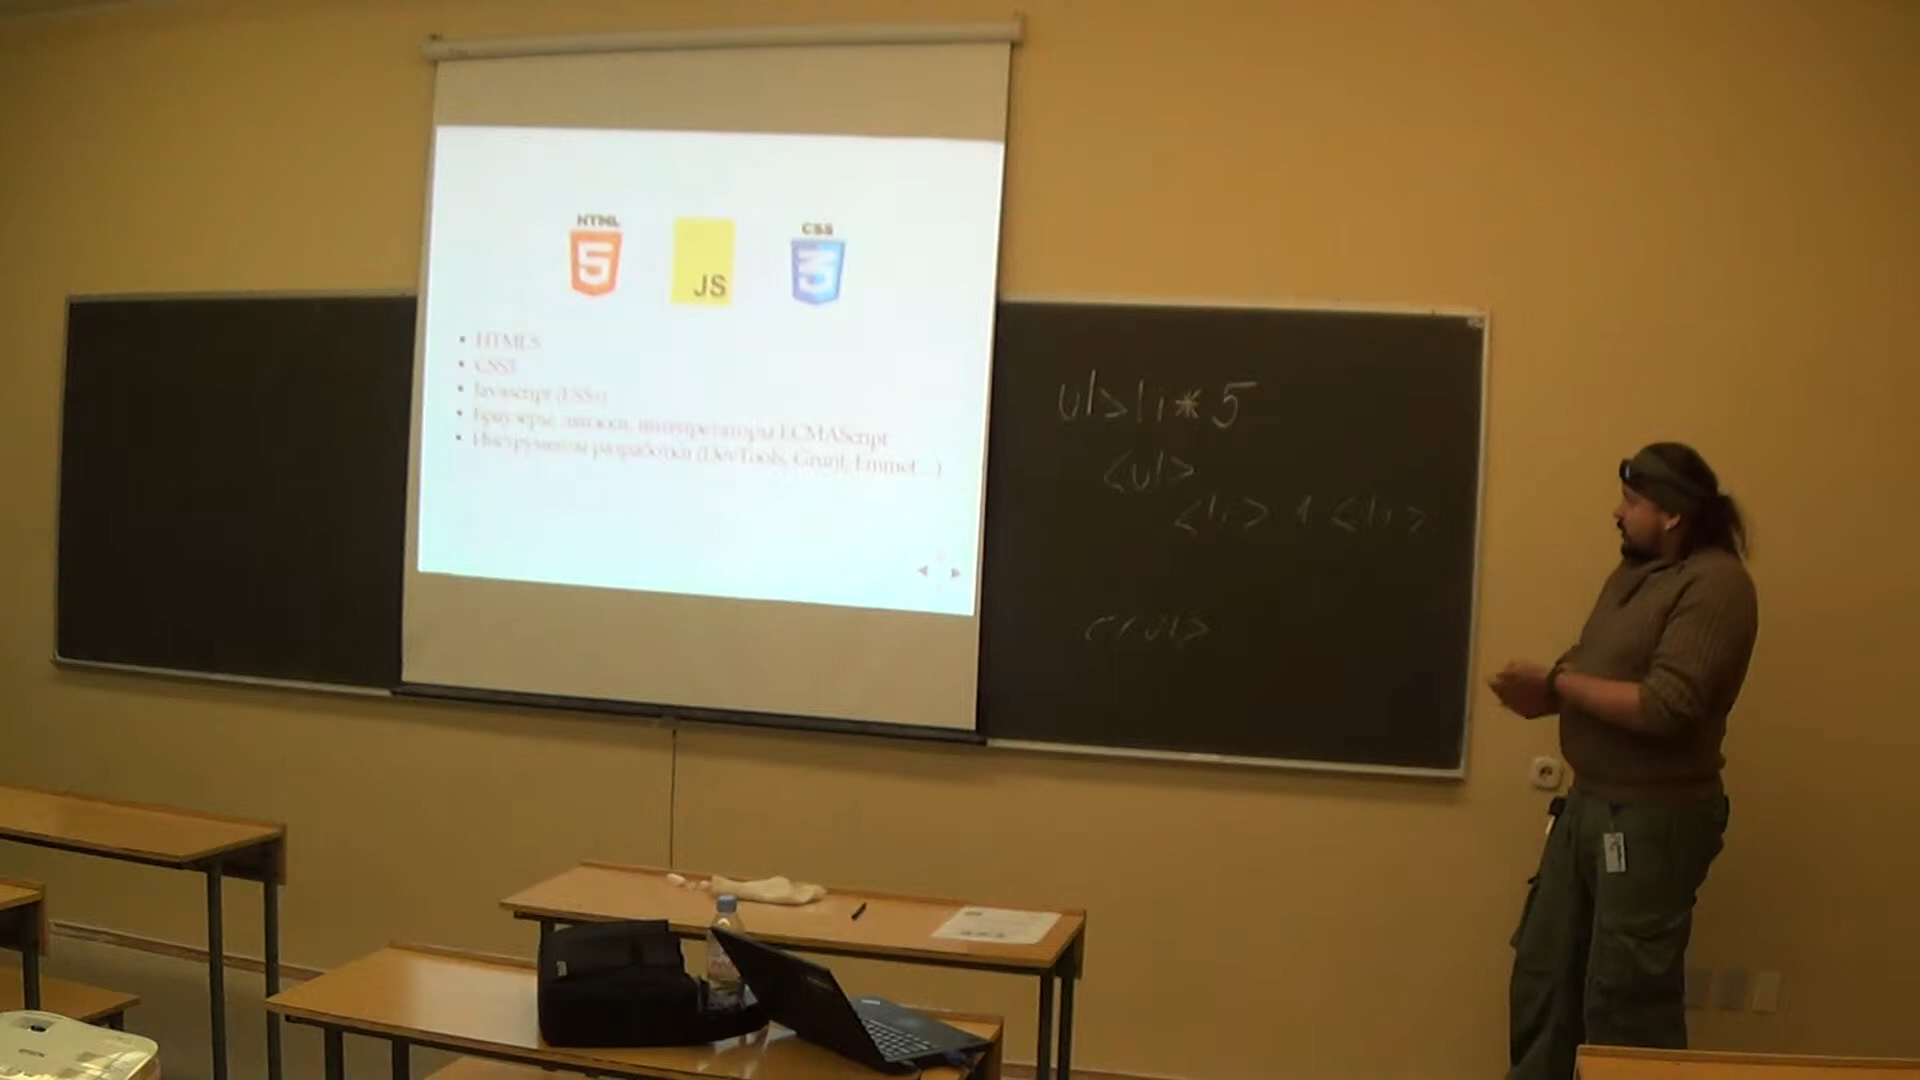 HTML
5
JS
CSS
3
• HTML5
• CSS3
• Javascript (ES5)
• Браузеры, движки, интерпретаторы ECMAScript
• Инструменты разработки (DevTools, Grunt, Emmet ...)
ul>li*5
<ul>
<li> 1 <li>
</ul>
EPSON